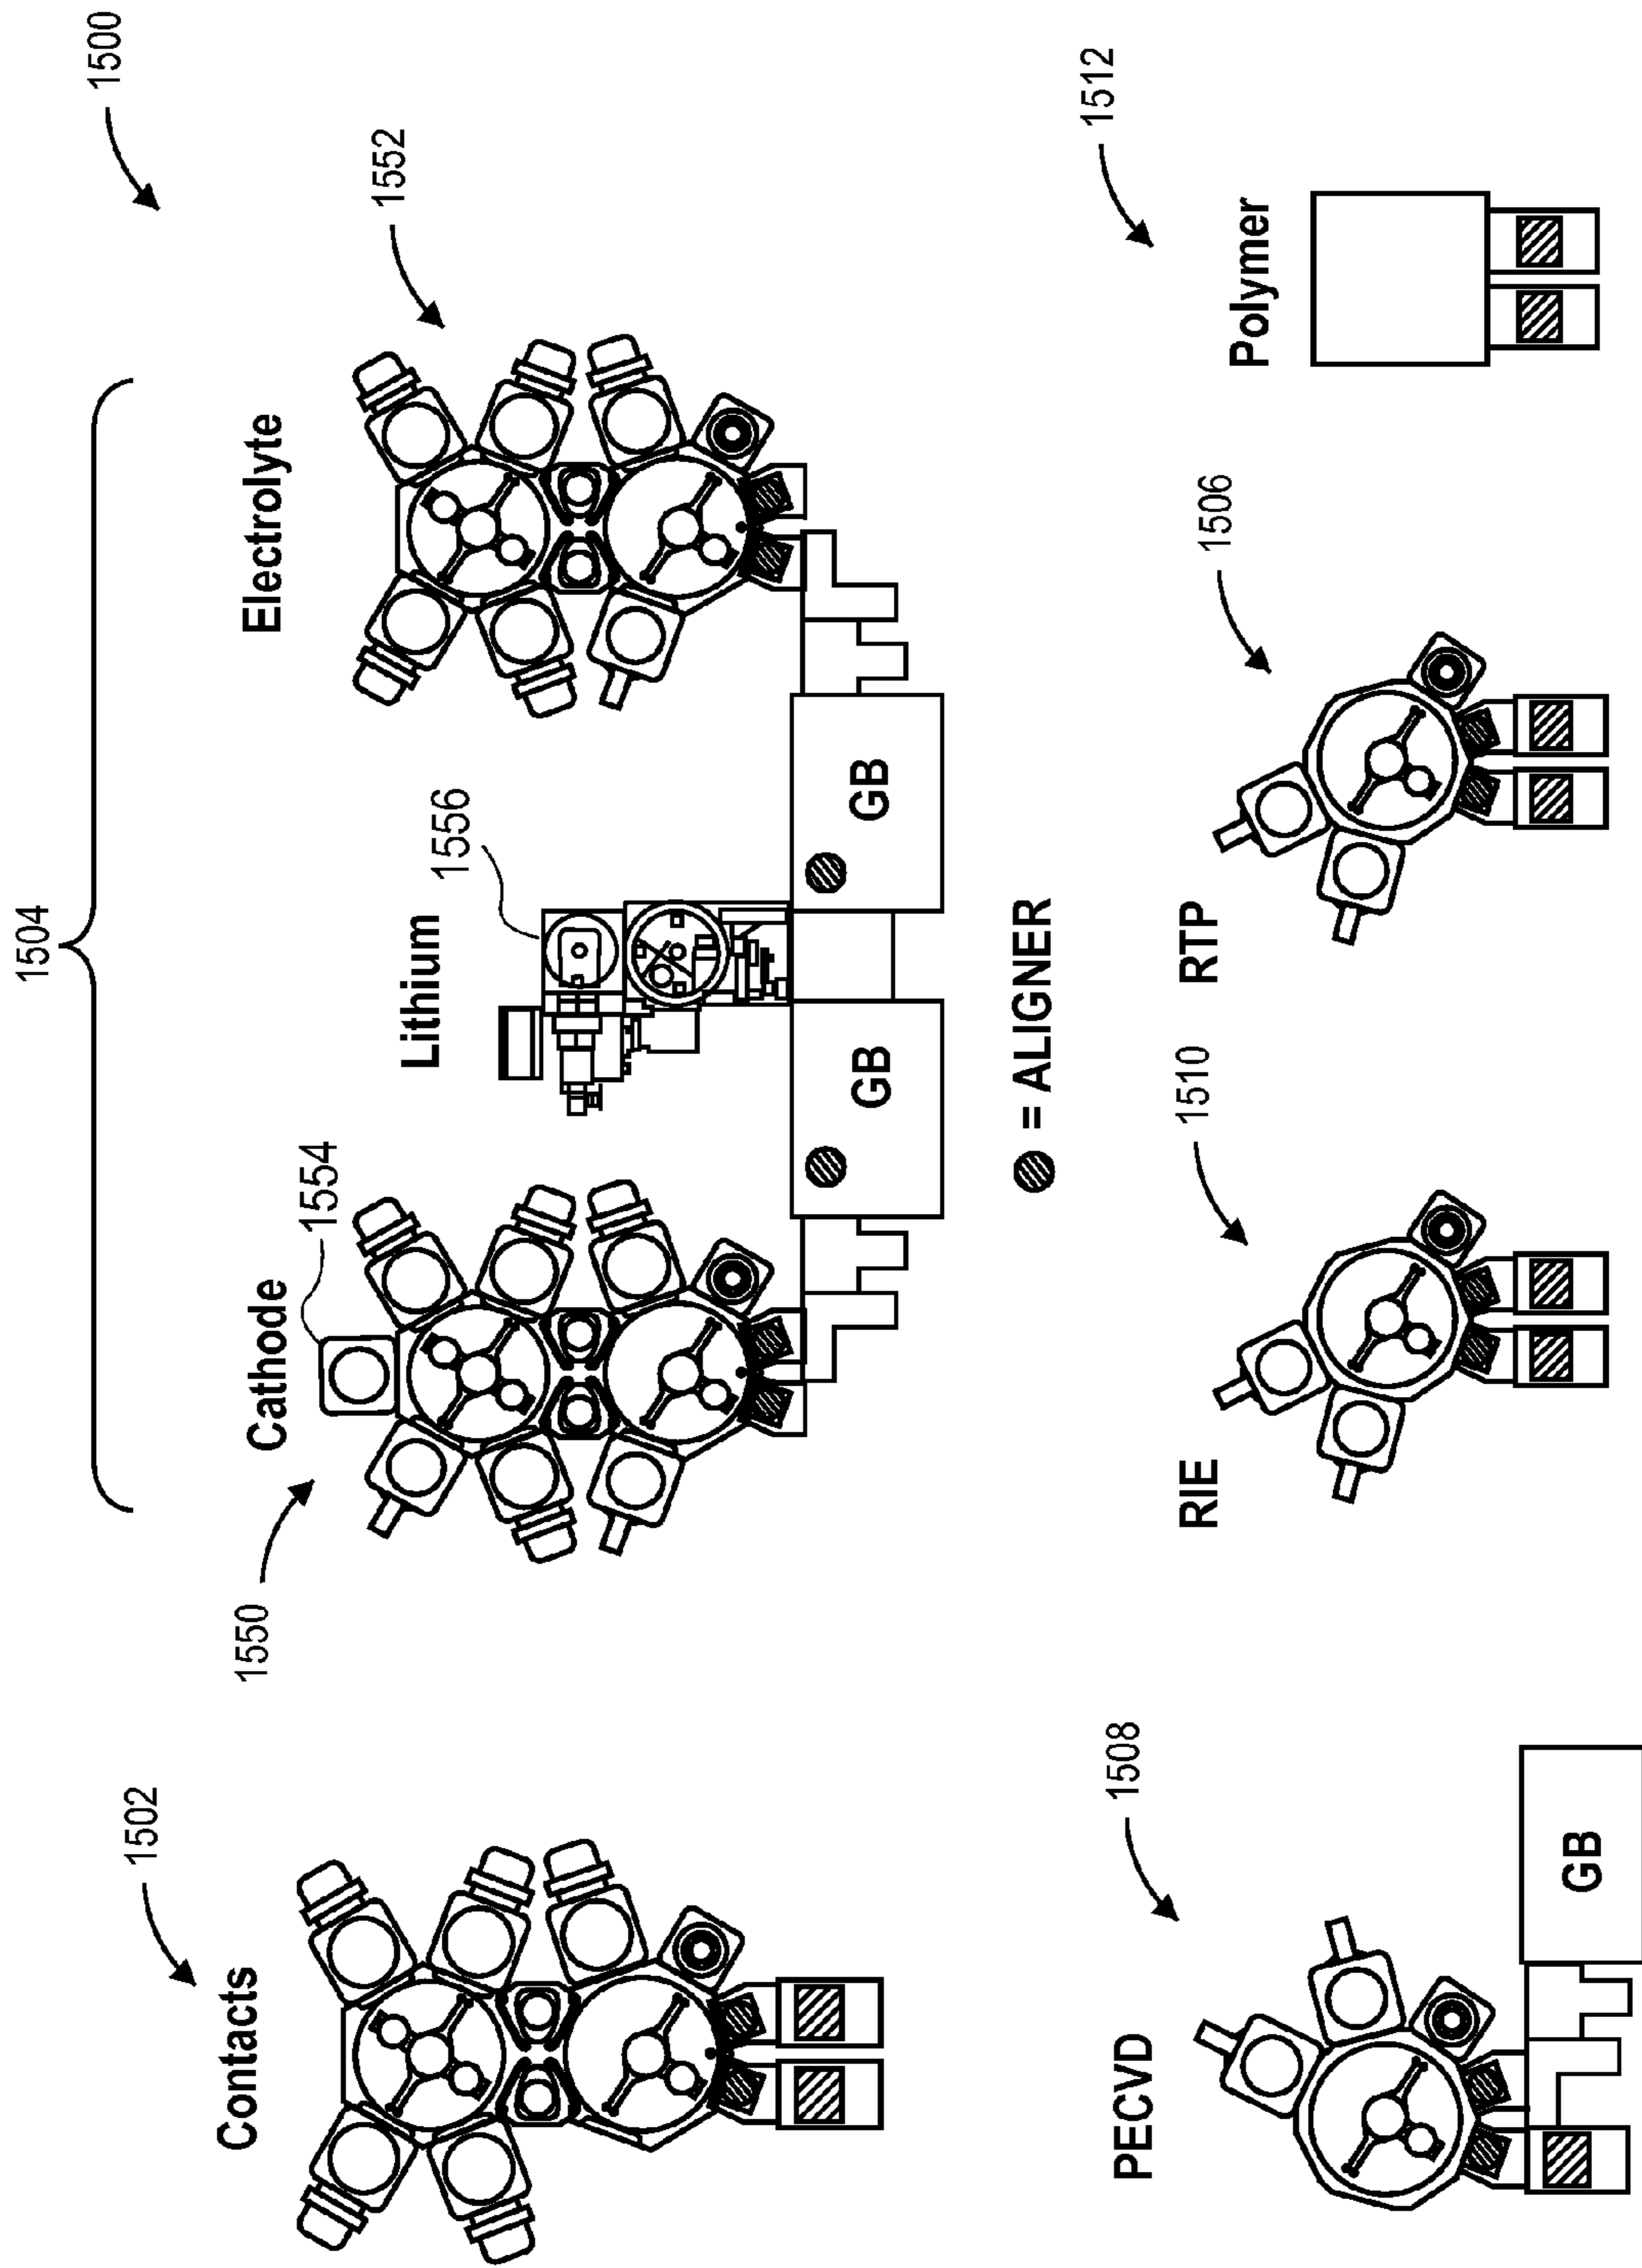 1500
1504
1502
Contacts
1550
Cathode
1554
Lithium
1556
Electrolyte
1552
GB
GB
= ALIGNER
1508
PECVD
GB
1510
RIE
1506
RTP
1512
Polymer